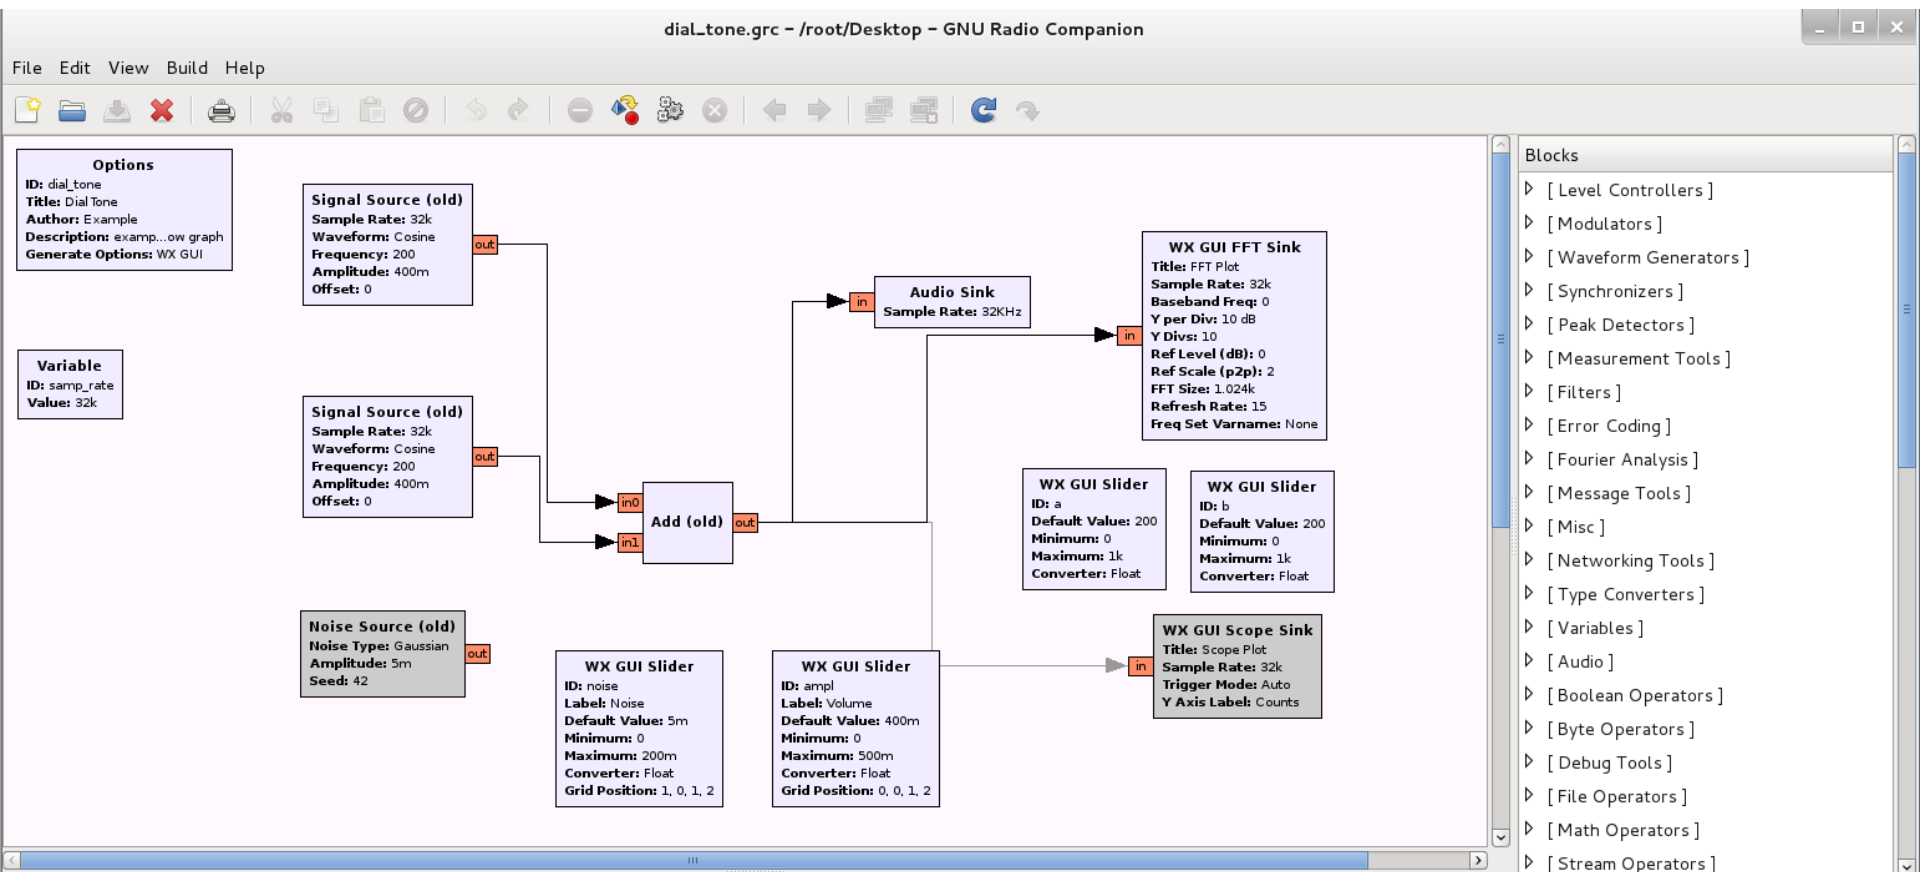 dial_tone.grc – /root/Desktop – GNU Radio Companion
File Edit View Build Help
Options
ID: dial_tone
Title: Dial Tone
Author: Example
Description: examp...ow graph
Generate Options: WX GUI
Variable
ID: samp_rate
Value: 32k
Signal Source (old)
Sample Rate: 32k
Waveform: Cosine
Frequency: 200
Amplitude: 400m
Offset: 0
out
Signal Source (old)
Sample Rate: 32k
Waveform: Cosine
Frequency: 200
Amplitude: 400m
Offset: 0
out
Noise Source (old)
Noise Type: Gaussian
Amplitude: 5m
Seed: 42
out
in0
in1
Add (old)
out
in
Audio Sink
Sample Rate: 32KHz
in
WX GUI FFT Sink
Title: FFT Plot
Sample Rate: 32k
Baseband Freq: 0
Y per Div: 10 dB
Y Divs: 10
Ref Level (dB): 0
Ref Scale (p2p): 2
FFT Size: 1.024k
Refresh Rate: 15
Freq Set Varname: None
WX GUI Slider
ID: a
Default Value: 200
Minimum: 0
Maximum: 1k
Converter: Float
WX GUI Slider
ID: b
Default Value: 200
Minimum: 0
Maximum: 1k
Converter: Float
WX GUI Slider
ID: noise
Label: Noise
Default Value: 5m
Minimum: 0
Maximum: 200m
Converter: Float
Grid Position: 1, 0, 1, 2
WX GUI Slider
ID: ampl
Label: Volume
Default Value: 400m
Minimum: 0
Maximum: 500m
Converter: Float
Grid Position: 0, 0, 1, 2
in
WX GUI Scope Sink
Title: Scope Plot
Sample Rate: 32k
Trigger Mode: Auto
Y Axis Label: Counts
Blocks
[ Level Controllers ]
[ Modulators ]
[ Waveform Generators ]
[ Synchronizers ]
[ Peak Detectors ]
[ Measurement Tools ]
[ Filters ]
[ Error Coding ]
[ Fourier Analysis ]
[ Message Tools ]
[ Misc ]
[ Networking Tools ]
[ Type Converters ]
[ Variables ]
[ Audio ]
[ Boolean Operators ]
[ Byte Operators ]
[ Debug Tools ]
[ File Operators ]
[ Math Operators ]
[ Stream Operators ]